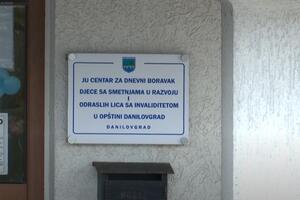 JU CENTAR ZA DNEVNI BORAVAK
DJECE SA SMETNJAMA U RAZVOJU
I
ODRASLIH LICA SA INVALIDITETOM
U OPŠTINI DANILOVGRAD
DANILOVGRAD